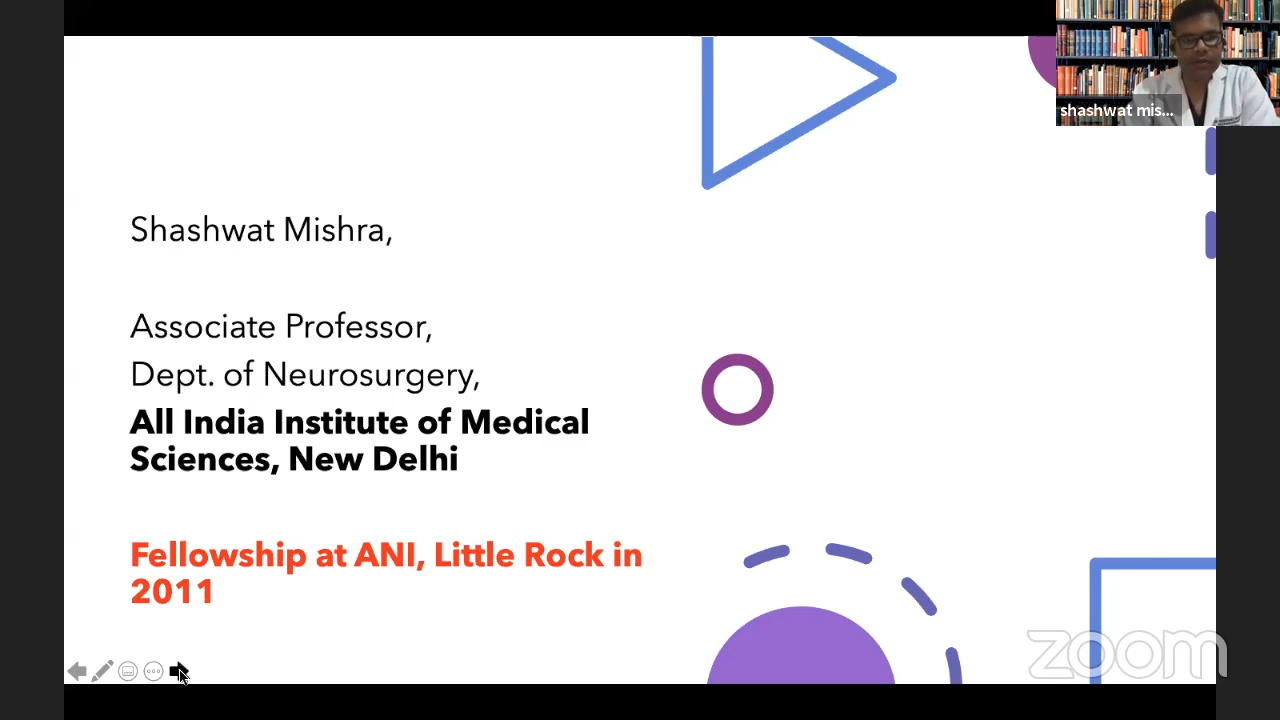 shashwat mis...
Shashwat Mishra,
Associate Professor,
Dept. of Neurosurgery,
All India Institute of Medical
Sciences, New Delhi
Fellowship at ANI, Little Rock in
2011
zoom